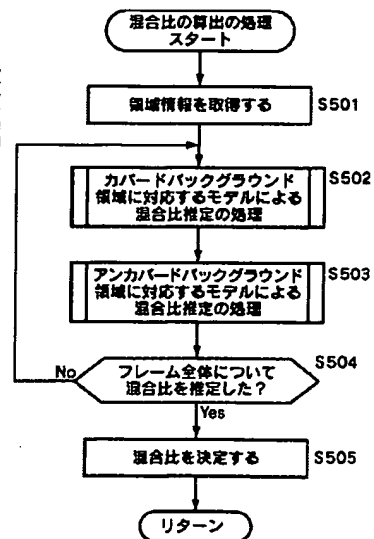 混合比の算出の処理
スタート
領域情報を取得する
S501
カバードバックグラウンド
領域に対応するモデルによる
混合比推定の処理
S502
アンカバードバックグラウンド
領域に対応するモデルによる
混合比推定の処理
S503
フレーム全体について
混合比を推定した?
S504
No
Yes
混合比を決定する
S505
リターン